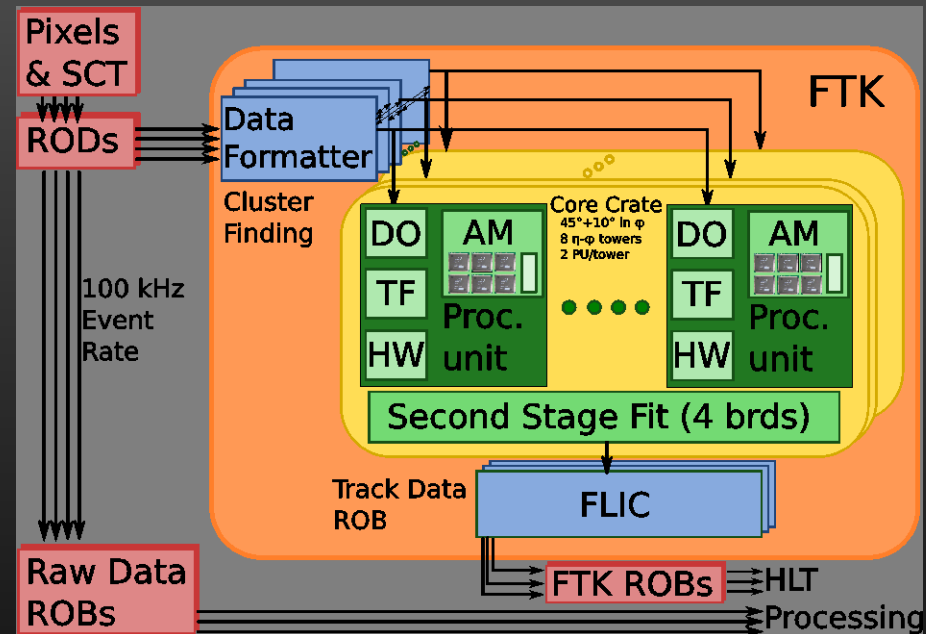 Pixels
& SCT
RODs
100 kHz
Event
Rate
Raw Data
ROBs
FTK
Data
Formatter
Cluster
Finding
Core Crate
45°+10° in φ
8 η-φ towers
2 PU/tower
DO
TF
HW
AM
Proc.
unit
DO
TF
HW
AM
Proc.
unit
Second Stage Fit (4 brds)
Track Data
ROB
FLIC
FTK ROBs
HLT
Processing